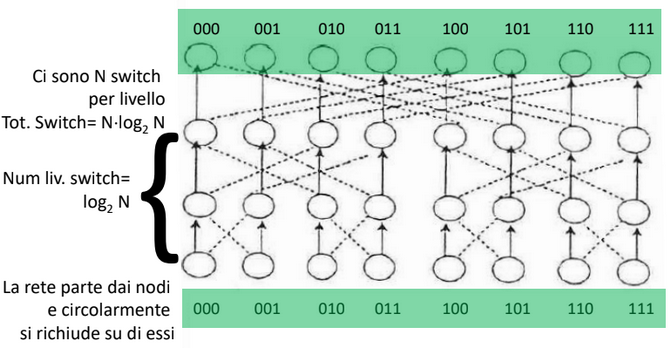 000 001 010 011 100 101 110 111
Ci sono N switch
per livello
Tot. Switch= N·log₂ N
Num liv. switch=
log₂ N
La rete parte dai nodi
e circolarmente
si richiude su di essi
000 001 010 011 100 101 110 111